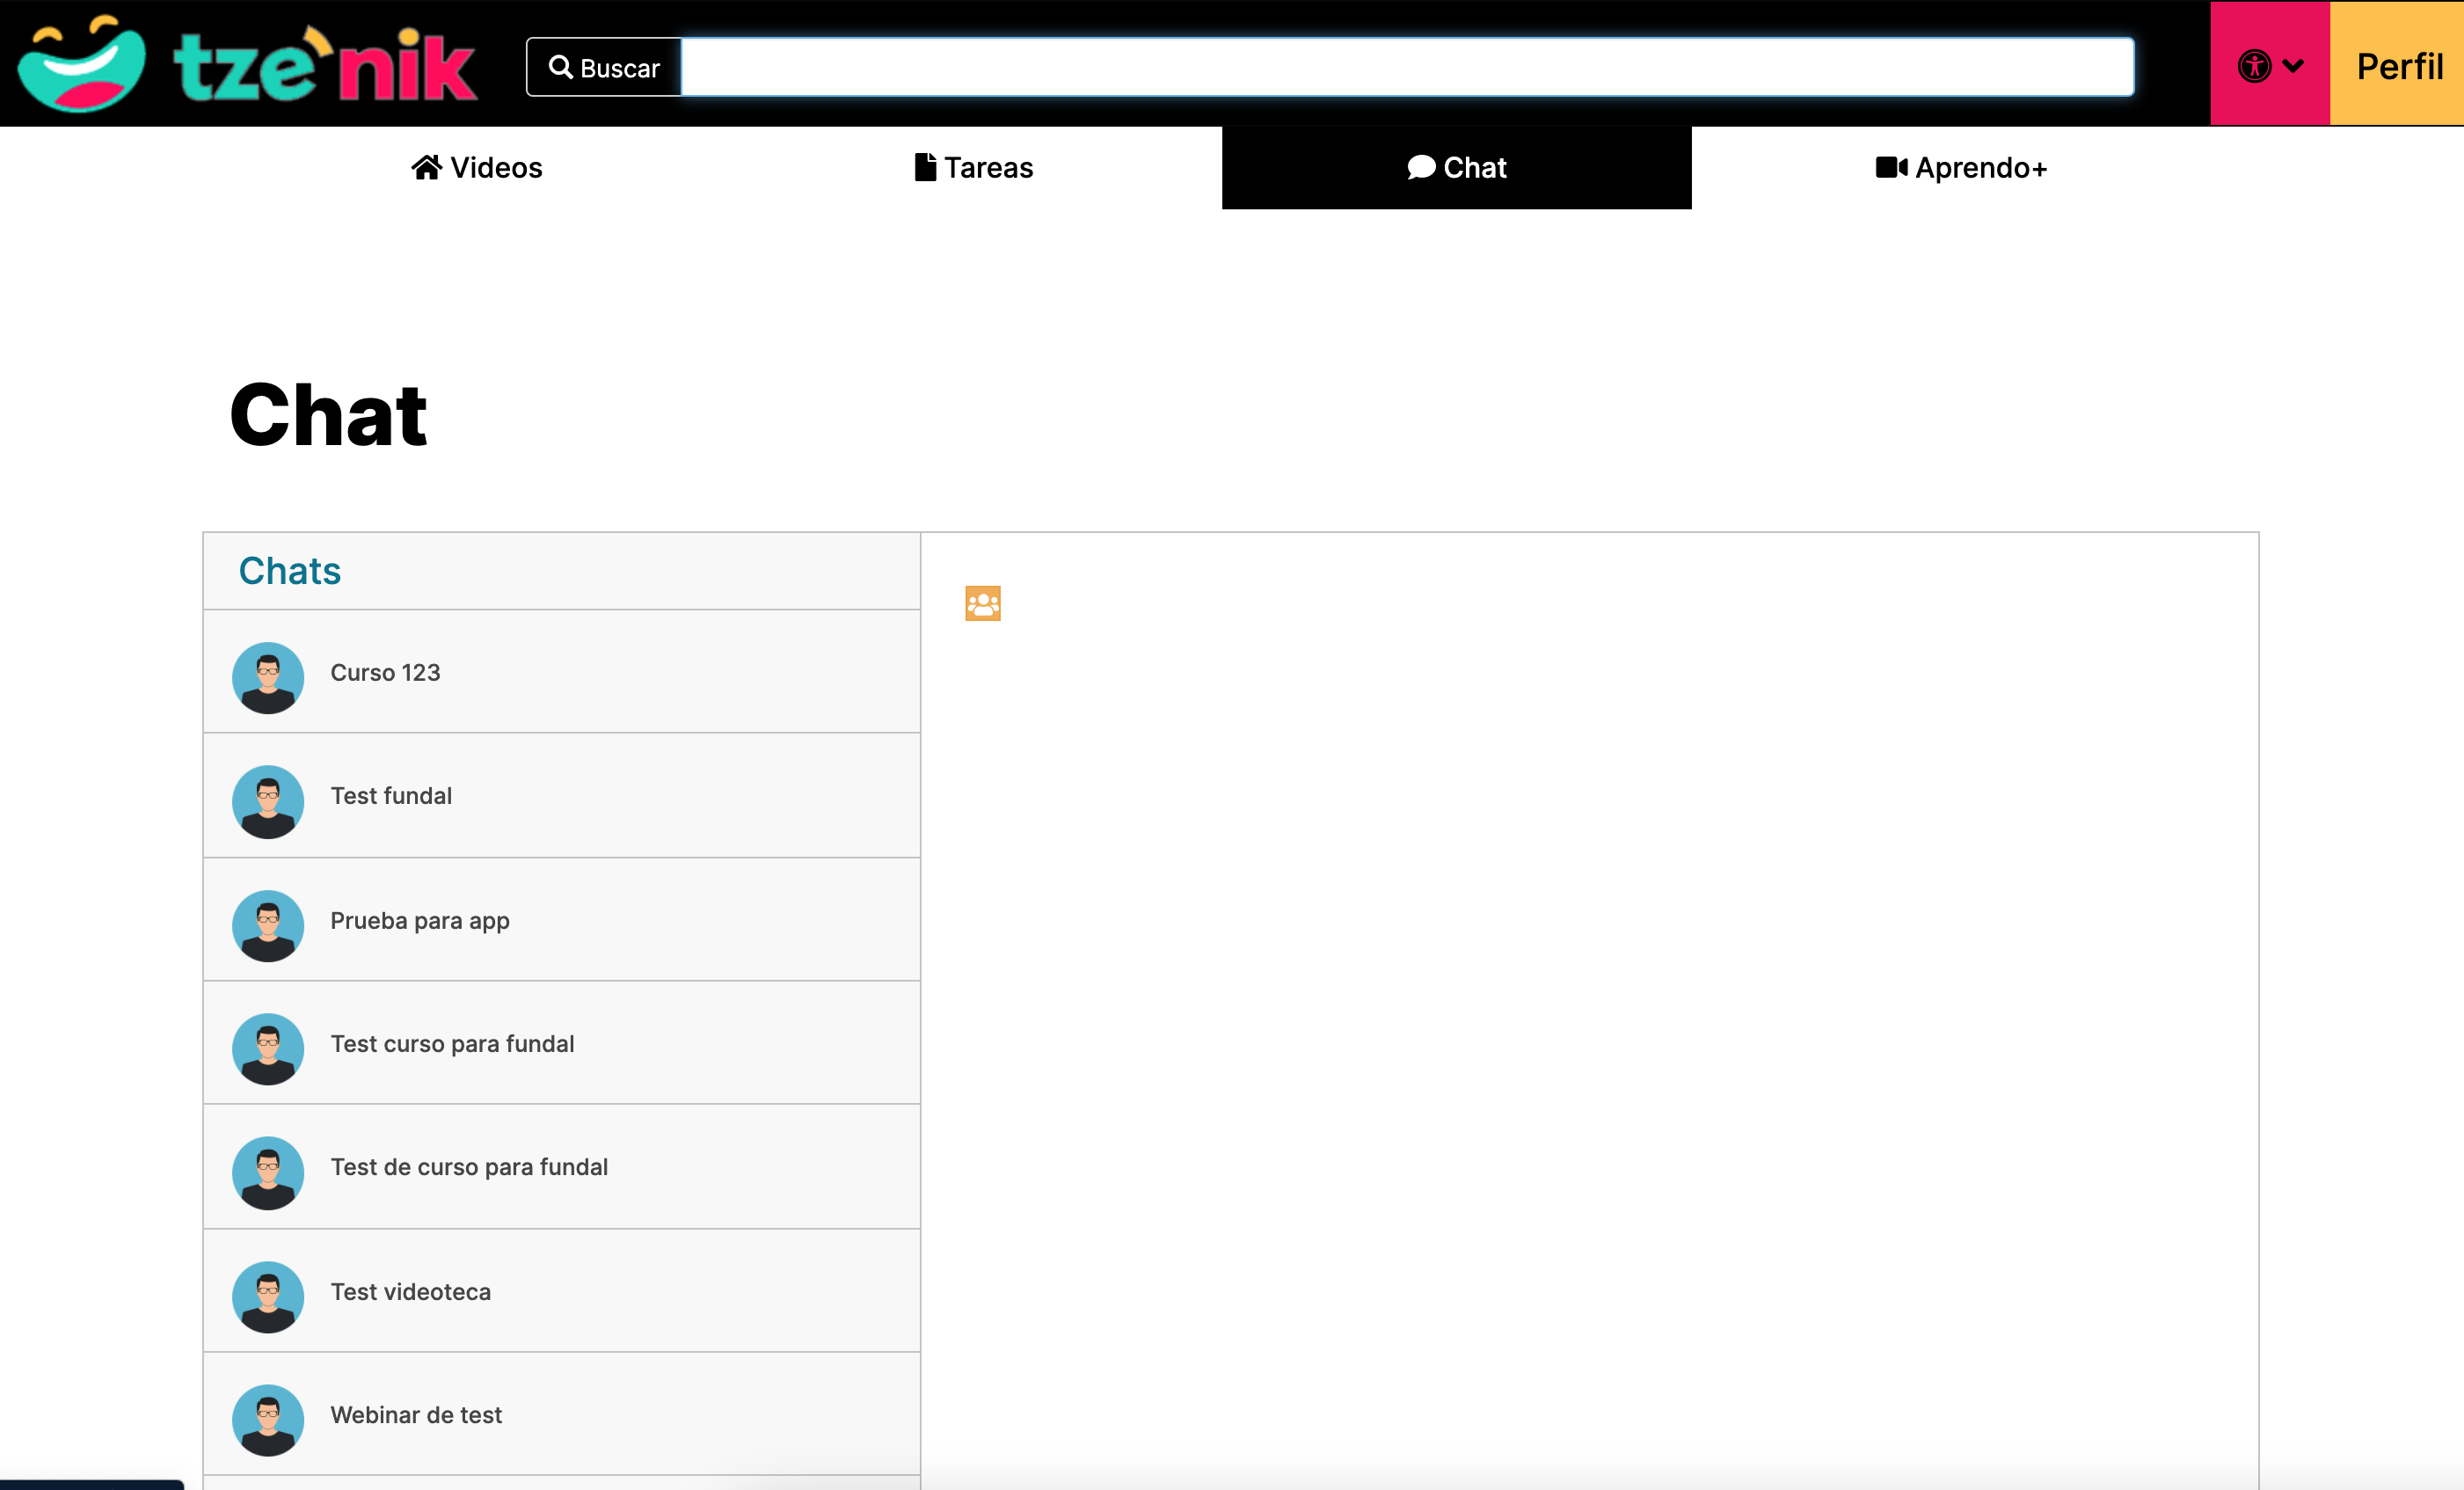 tze'nik
Buscar
Perfil
Videos
Tareas
Chat
Aprendo+
Chat
Chats
Curso 123
Test fundal
Prueba para app
Test curso para fundal
Test de curso para fundal
Test videoteca
Webinar de test